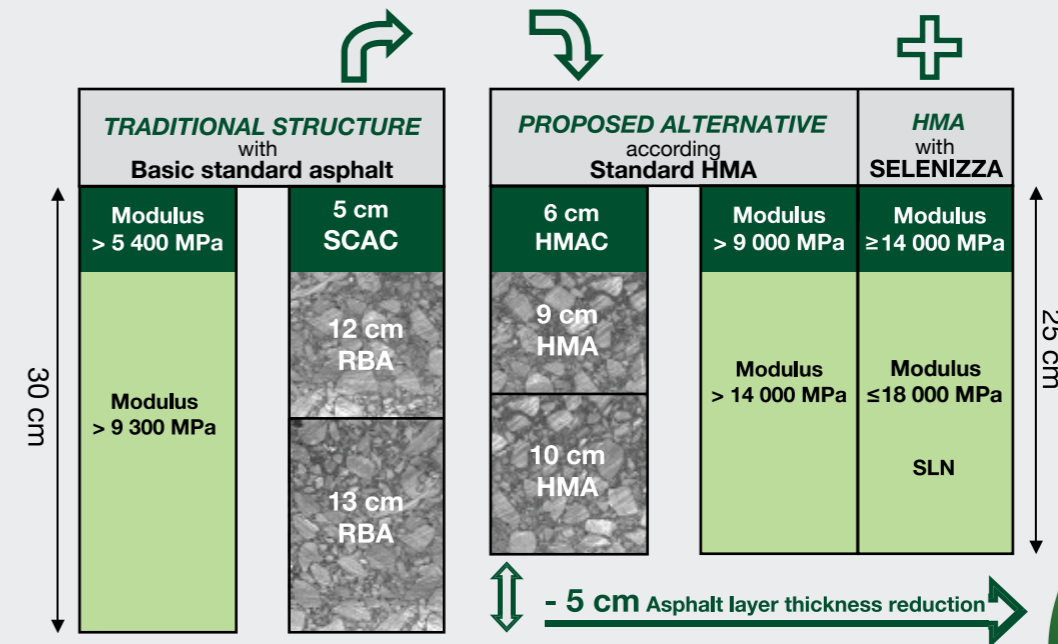 TRADITIONAL STRUCTURE
with
Basic standard asphalt
PROPOSED ALTERNATIVE
according
Standard HMA
HMA
with
SELENIZZA
30 cm
Modulus
> 5 400 MPa
Modulus
> 9 300 MPa
5 cm
SCAC
12 cm
RBA
13 cm
RBA
6 cm
HMAC
9 cm
HMA
10 cm
HMA
Modulus
> 9 000 MPa
Modulus
> 14 000 MPa
Modulus
≥14 000 MPa
Modulus
≤18 000 MPa
SLN
25 cm
- 5 cm Asphalt layer thickness reduction